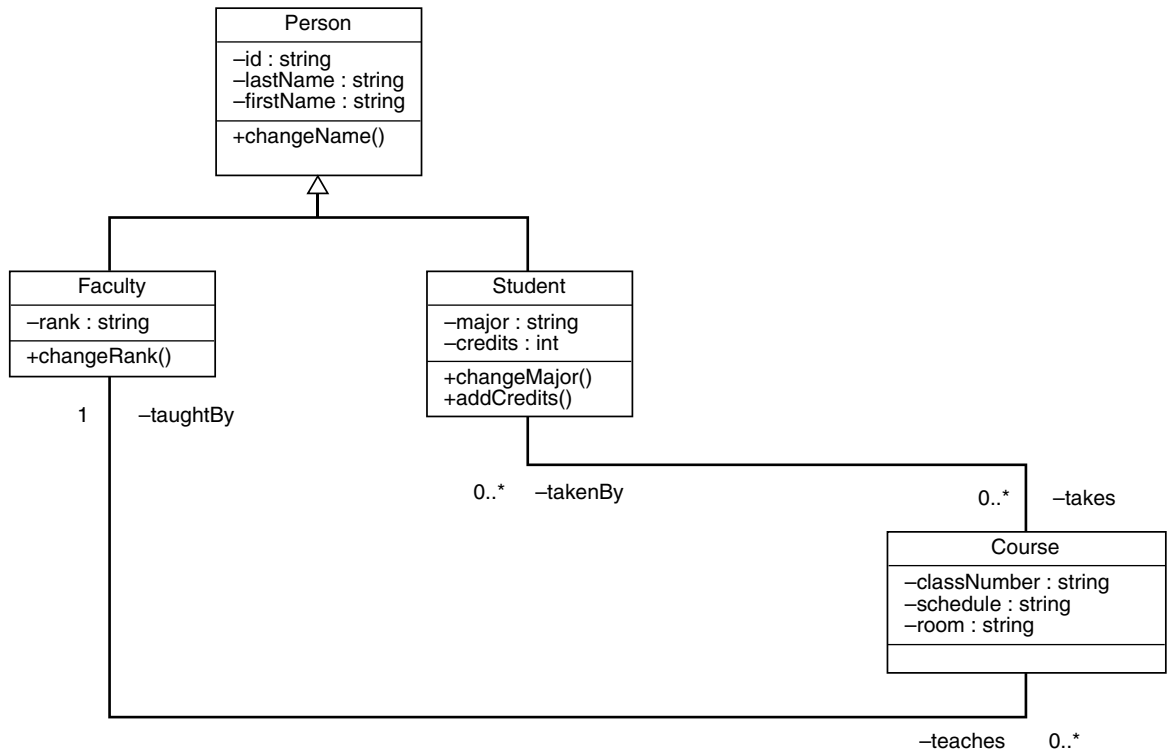 Person
–id : string
–lastName : string
–firstName : string
+changeName()
Faculty
–rank : string
+changeRank()
Student
–major : string
–credits : int
+changeMajor()
+addCredits()
1 –taughtBy
0..* –takenBy
0..* –takes
Course
–classNumber : string
–schedule : string
–room : string
–teaches 0..*